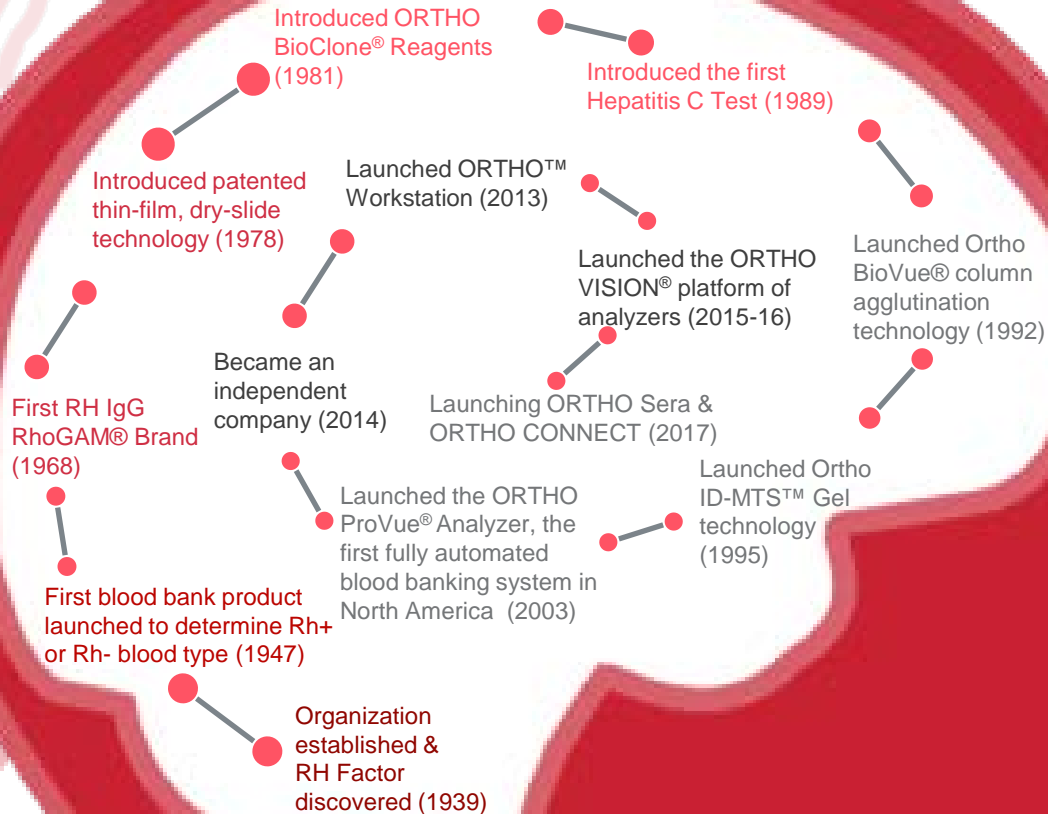 Introduced ORTHO
BioClone® Reagents
(1981)
Introduced the first
Hepatitis C Test (1989)
Introduced patented
thin-film, dry-slide
technology (1978)
Launched ORTHO™
Workstation (2013)
Launched the ORTHO
VISION® platform of
analyzers (2015-16)
Launched Ortho
BioVue® column
agglutination
technology (1992)
Became an
independent
company (2014)
First RH IgG
RhoGAM® Brand
(1968)
Launching ORTHO Sera &
ORTHO CONNECT (2017)
Launched Ortho
ID-MTS™ Gel
technology
(1995)
Launched the ORTHO
ProVue® Analyzer, the
first fully automated
blood banking system in
North America (2003)
First blood bank product
launched to determine Rh+
or Rh- blood type (1947)
Organization
established &
RH Factor
discovered (1939)